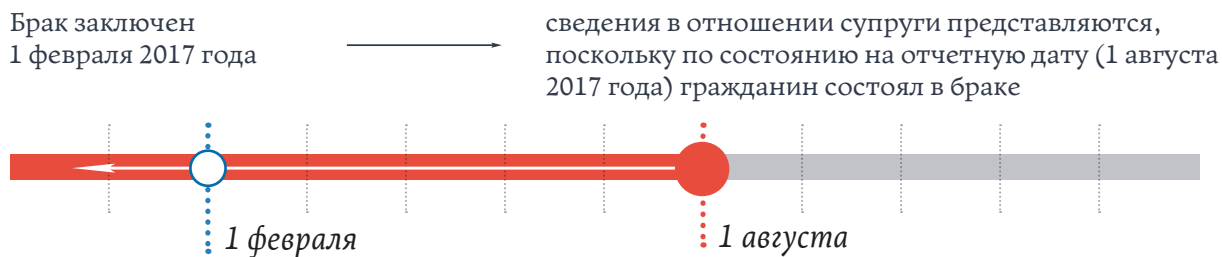 Брак заключен
1 февраля 2017 года
сведения в отношении супруги представляются,
поскольку по состоянию на отчетную дату (1 августа
2017 года) гражданин состоял в браке
1 февраля
1 августа